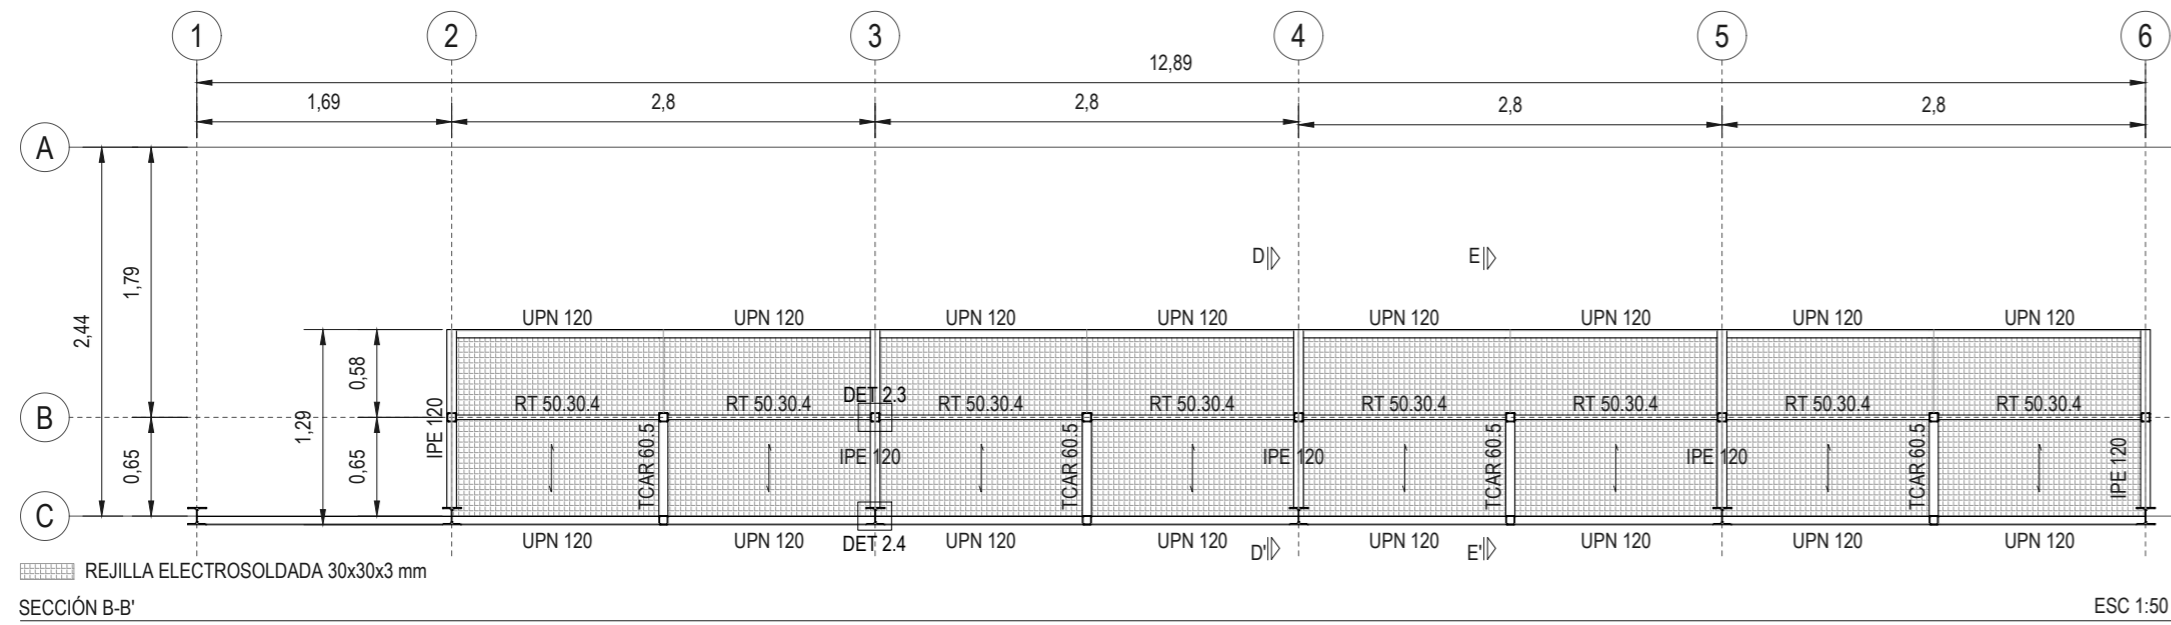 1 2 3 4 5 6
12,89
1,69 2,8 2,8 2,8 2,8
A
1,79
2,44
D E
UPN 120 UPN 120 UPN 120 UPN 120 UPN 120 UPN 120 UPN 120 UPN 120
0,58
1,29
DET 2.3
RT 50.30.4 RT 50.30.4 RT 50.30.4 RT 50.30.4 RT 50.30.4 RT 50.30.4 RT 50.30.4 RT 50.30.4
B
0,65 0,65
IPE 120 TCAR 60.5 IPE 120 TCAR 60.5 IPE 120 TCAR 60.5 IPE 120 TCAR 60.5 IPE 120
C
UPN 120 UPN 120 DET 2.4 UPN 120 UPN 120 D' UPN 120 E' UPN 120 UPN 120 UPN 120
REJILLA ELECTROSOLDADA 30x30x3 mm
SECCIÓN B-B' ESC 1:50